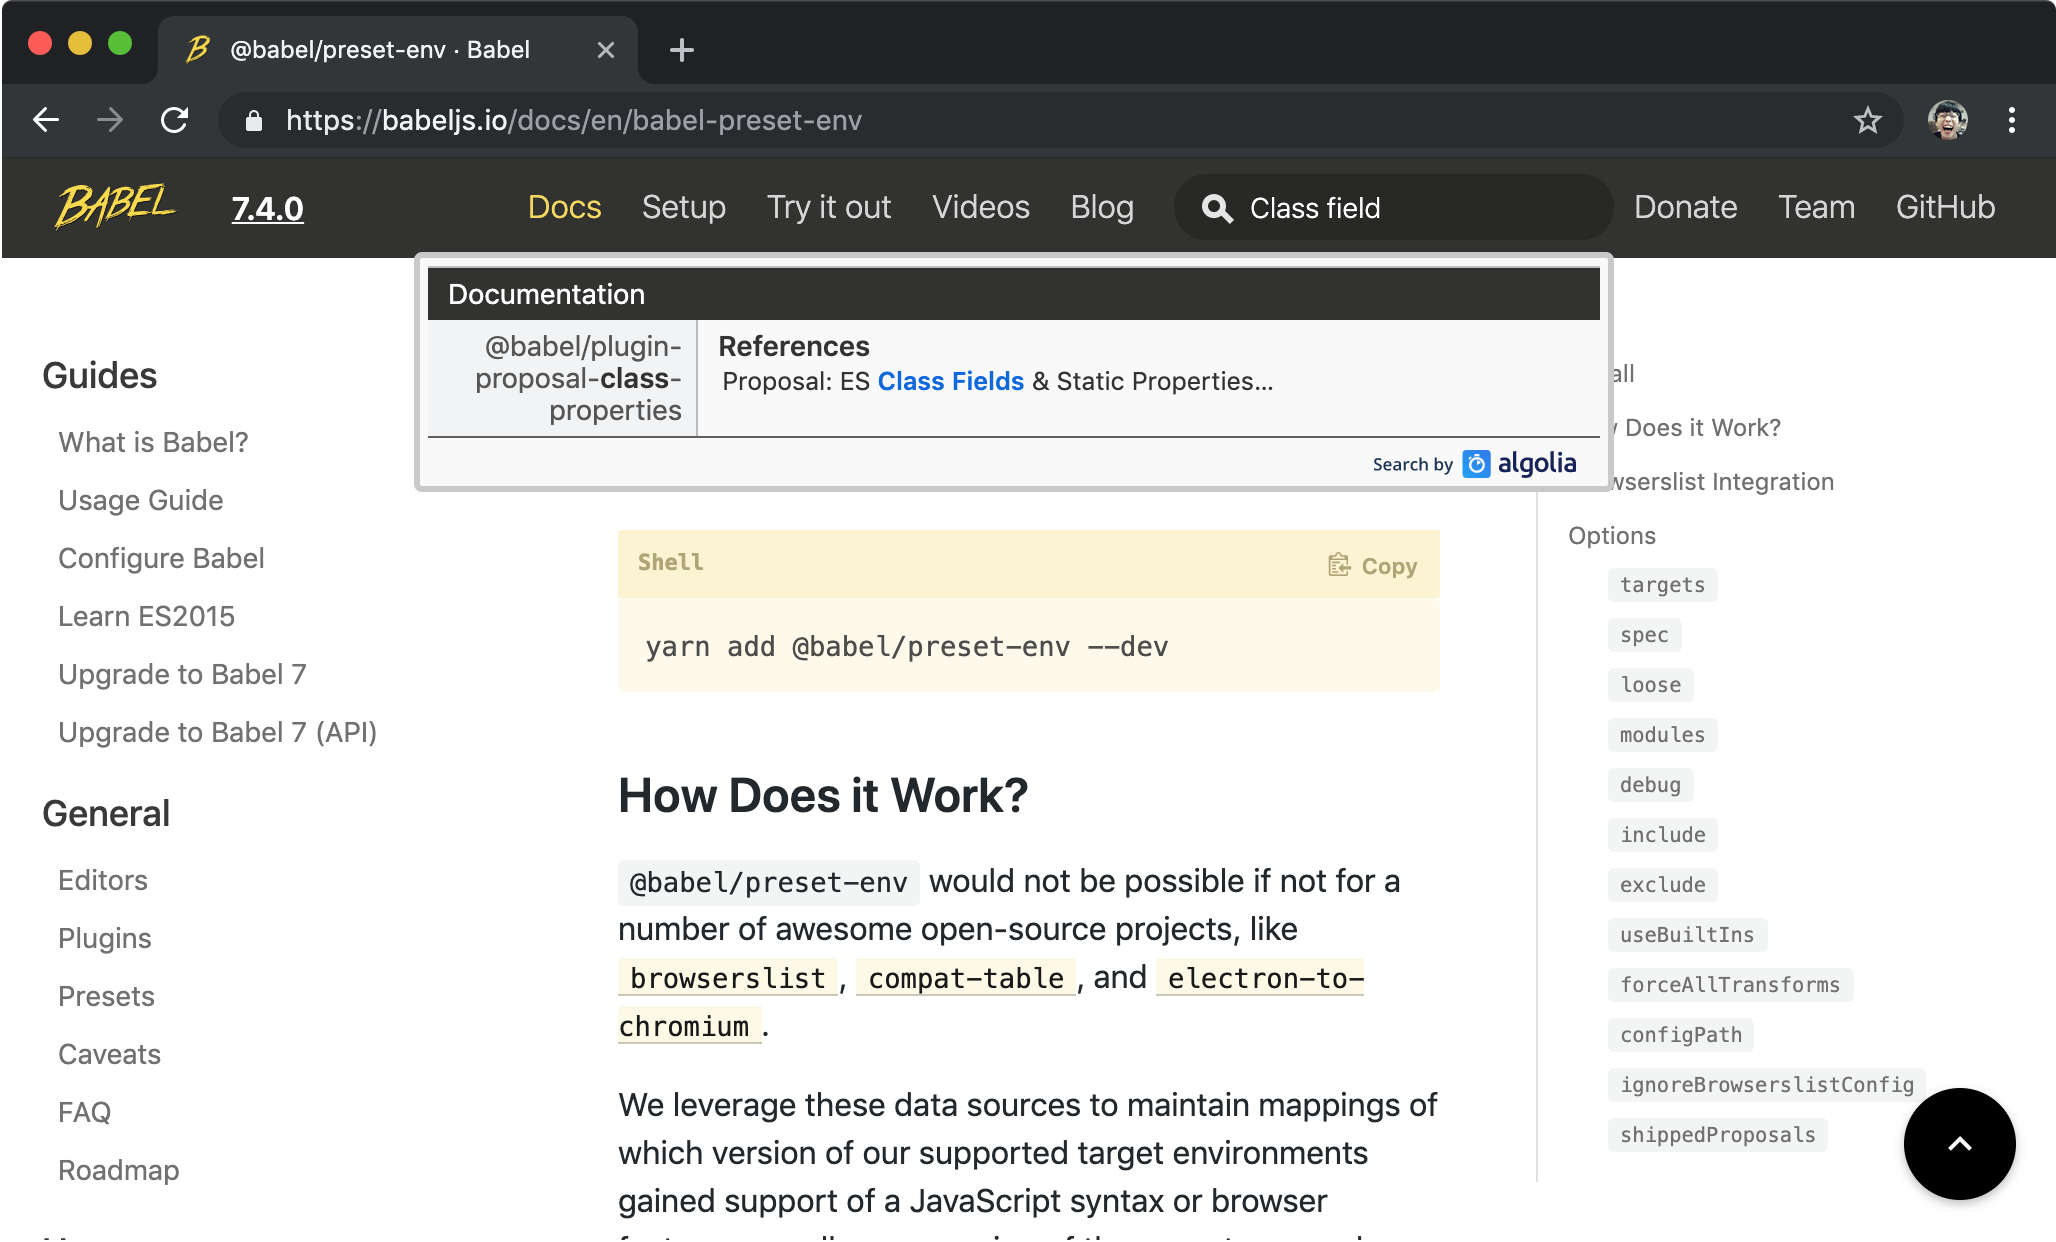 @babel/preset-env · Babel
https://babeljs.io/docs/en/babel-preset-env
BABEL
7.4.0
Docs
Setup
Try it out
Videos
Blog
Class field
Donate
Team
GitHub
Documentation
@babel/plugin-
proposal-class-
properties
References
Proposal: ES Class Fields & Static Properties...
Search by algolia
Guides
What is Babel?
Usage Guide
Configure Babel
Learn ES2015
Upgrade to Babel 7
Upgrade to Babel 7 (API)
General
Editors
Plugins
Presets
Caveats
FAQ
Roadmap
Shell
Copy
yarn add @babel/preset-env --dev
How Does it Work?
@babel/preset-env would not be possible if not for a
number of awesome open-source projects, like
browserslist, compat-table, and electron-to-
chromium.
We leverage these data sources to maintain mappings of
which version of our supported target environments
gained support of a JavaScript syntax or browser
all
Does it Work?
wserslist Integration
Options
targets
spec
loose
modules
debug
include
exclude
useBuiltIns
forceAllTransforms
configPath
ignoreBrowserslistConfig
shippedProposals